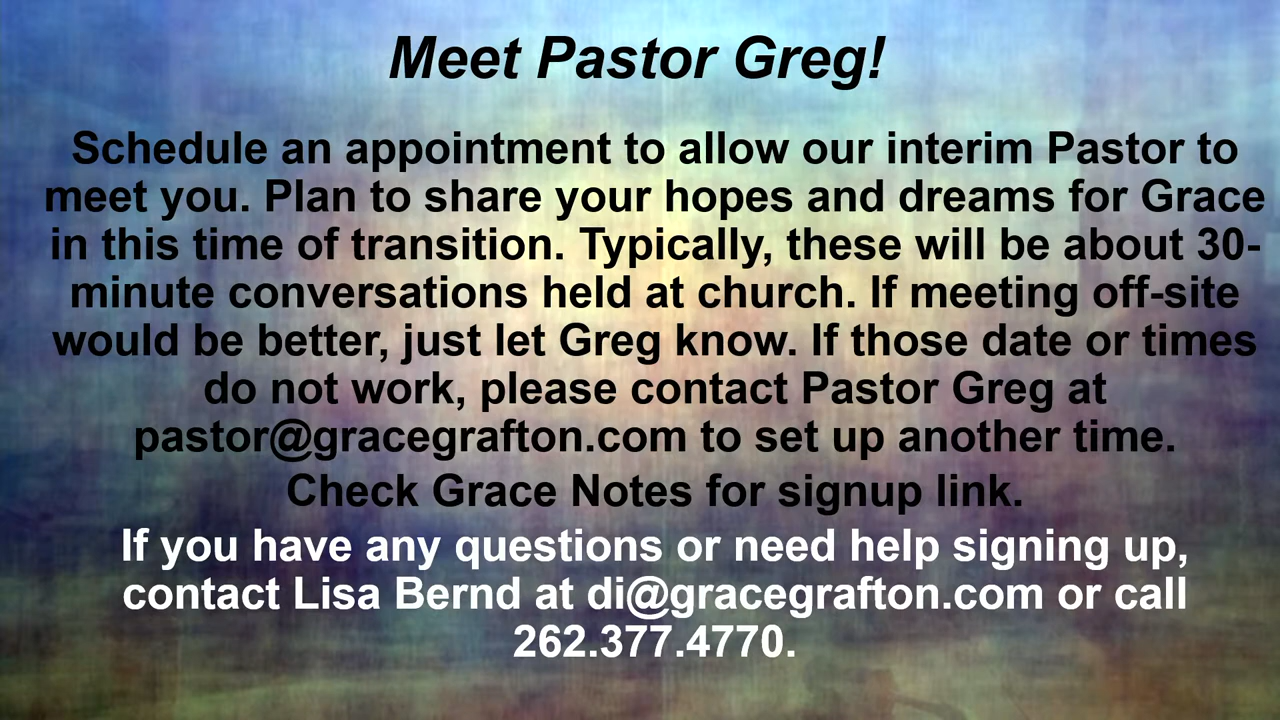 Meet Pastor Greg!
Schedule an appointment to allow our interim Pastor to
meet you. Plan to share your hopes and dreams for Grace
in this time of transition. Typically, these will be about 30-
minute conversations held at church. If meeting off-site
would be better, just let Greg know. If those date or times
do not work, please contact Pastor Greg at
pastor@gracegrafton.com to set up another time.
Check Grace Notes for signup link.
If you have any questions or need help signing up,
contact Lisa Bernd at di@gracegrafton.com or call
262.377.4770.